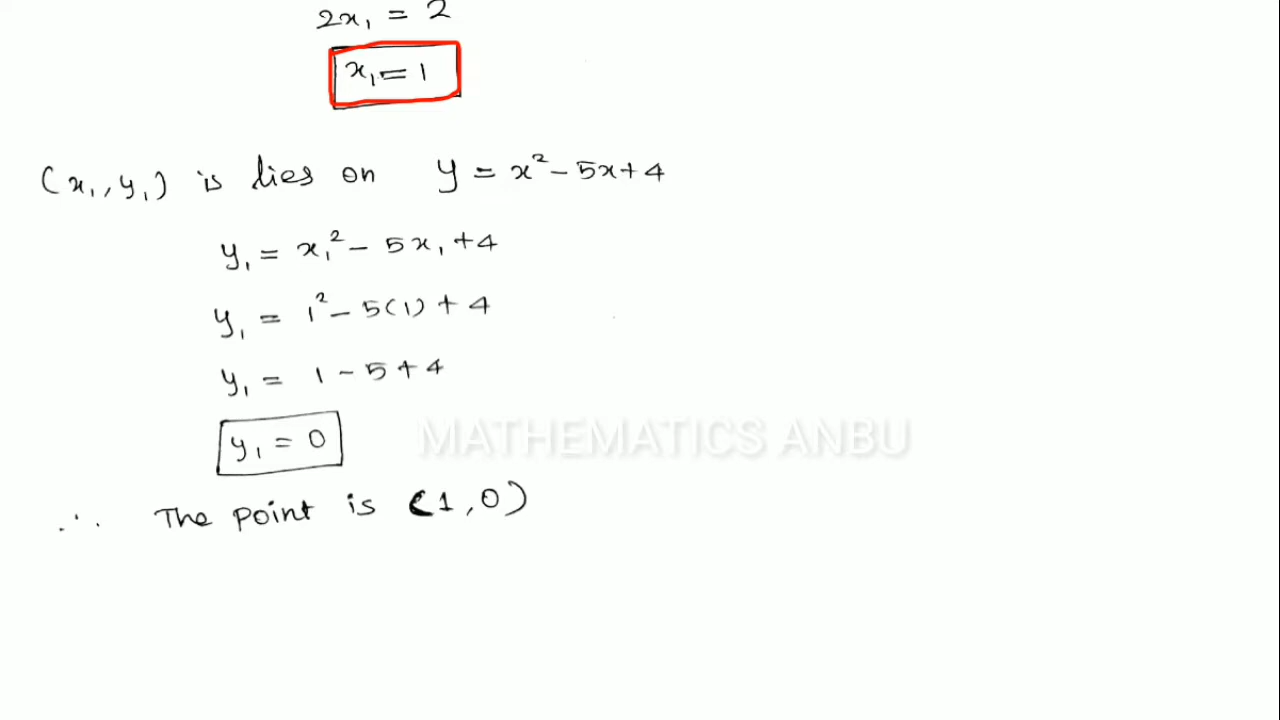 2x₁ = 2
x₁ = 1
(x₁, y₁) is lies on y = x² - 5x + 4
y₁ = x₁² - 5x₁ + 4
y₁ = 1² - 5(1) + 4
y₁ = 1 - 5 + 4
y₁ = 0
MATHEMATICS ANBU
∴ The point is (1, 0)